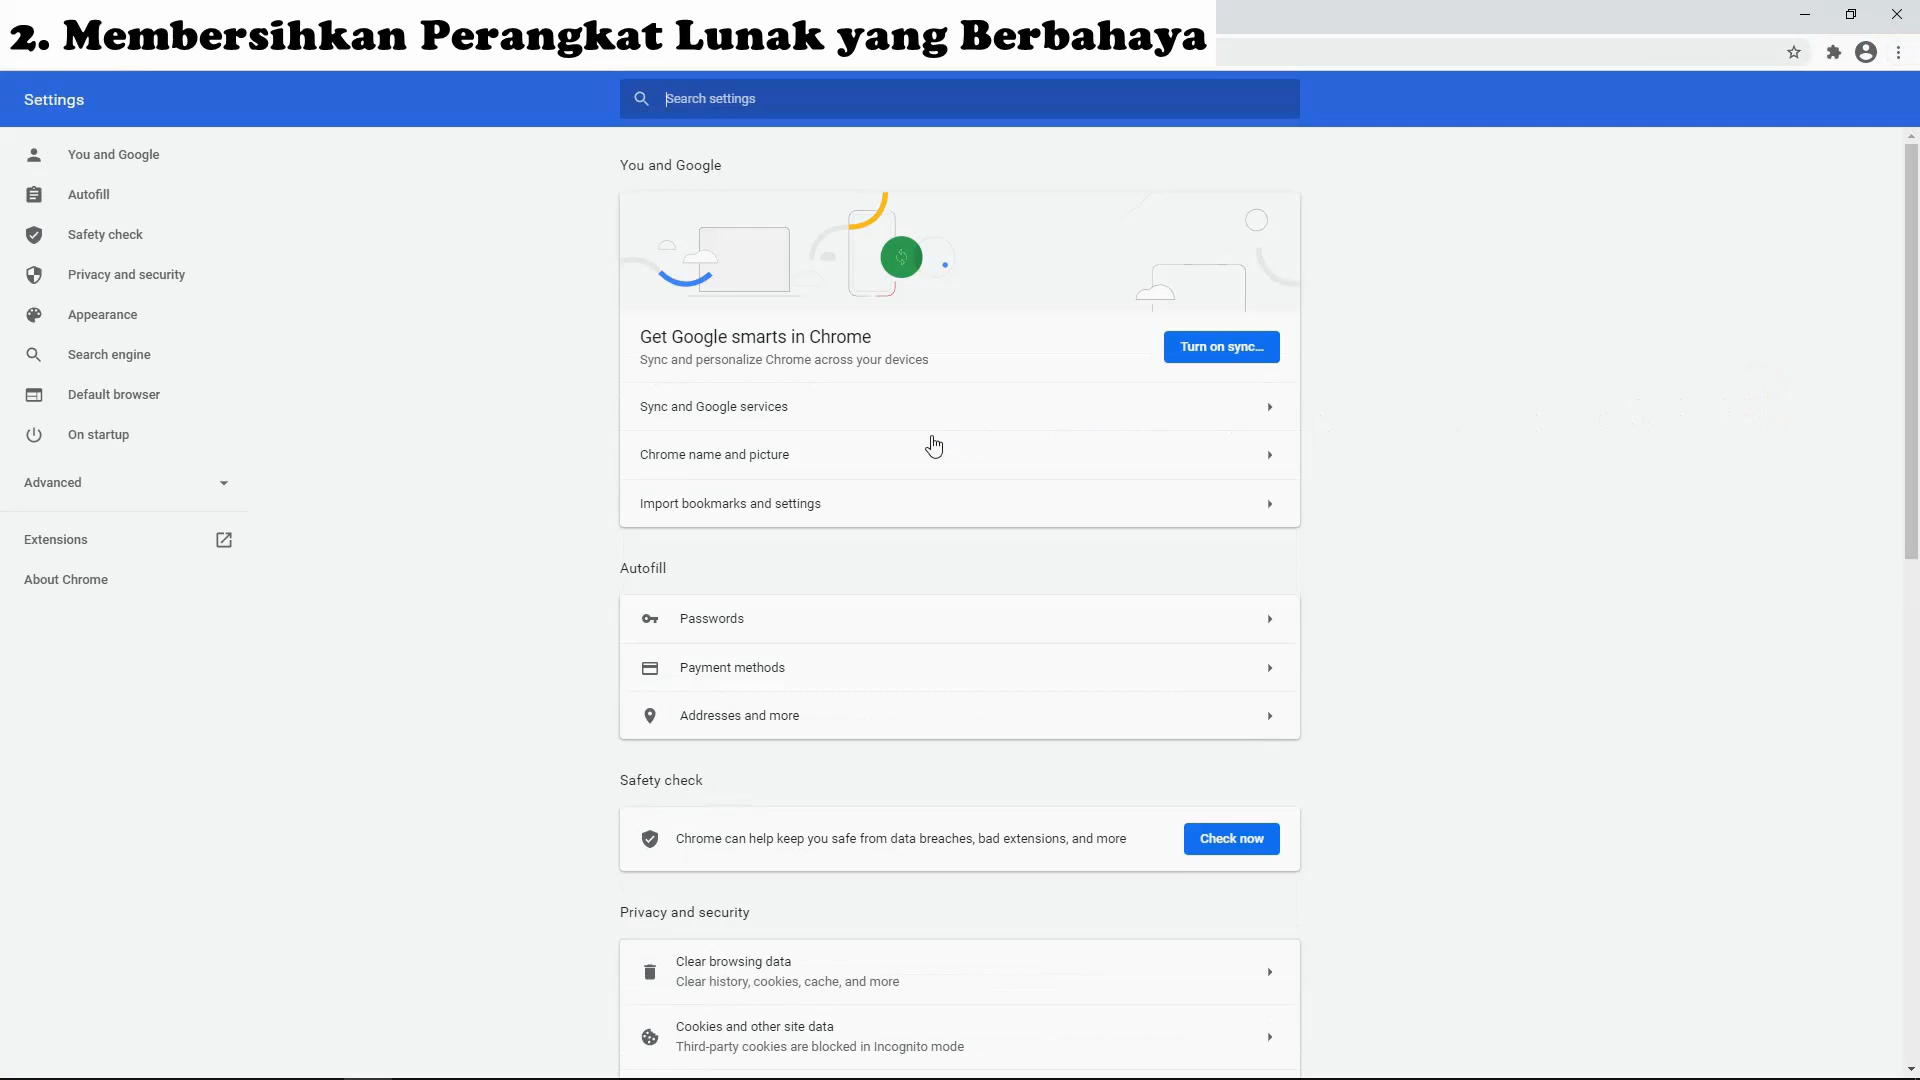 2. Membersihkan Perangkat Lunak yang Berbahaya
Settings
Search settings
You and Google
Autofill
Safety check
Privacy and security
Appearance
Search engine
Default browser
On startup
Advanced
Extensions
About Chrome
You and Google
Get Google smarts in Chrome
Sync and personalize Chrome across your devices
Turn on sync...
Sync and Google services
Chrome name and picture
Import bookmarks and settings
Autofill
Passwords
Payment methods
Addresses and more
Safety check
Chrome can help keep you safe from data breaches, bad extensions, and more
Check now
Privacy and security
Clear browsing data
Clear history, cookies, cache, and more
Cookies and other site data
Third-party cookies are blocked in Incognito mode